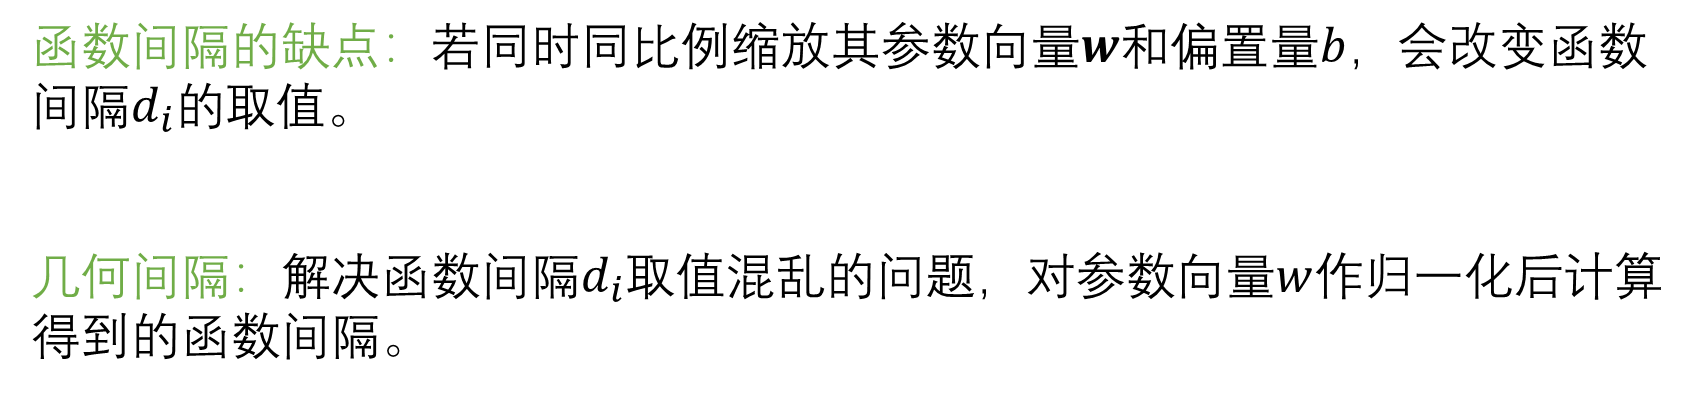 函数间隔的缺点：若同时同比例缩放其参数向量w和偏置量b，会改变函数
间隔d_i的取值。
几何间隔：解决函数间隔d_i取值混乱的问题，对参数向量w作归一化后计算
得到的函数间隔。